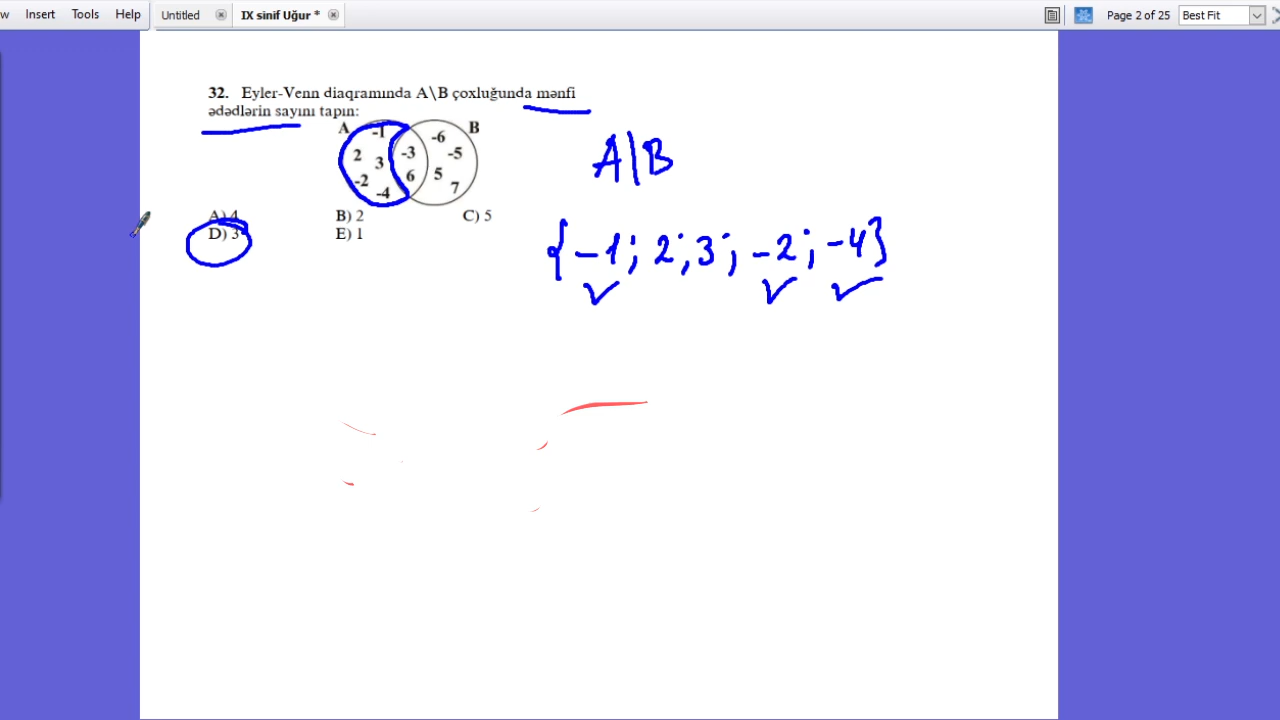 w Insert Tools Help Untitled IX sinif Uğur * Page 2 of 25 Best Fit
32. Eyler-Venn diaqramında A\B çoxluğunda mənfi
ədədlərin sayını tapın:
A -1 -6 B
2 3 -3 -5
-2 6 5
-4 7
A|B
A) 4 B) 2 C) 5
D) 3 E) 1
{-1; 2; 3; -2; -4}